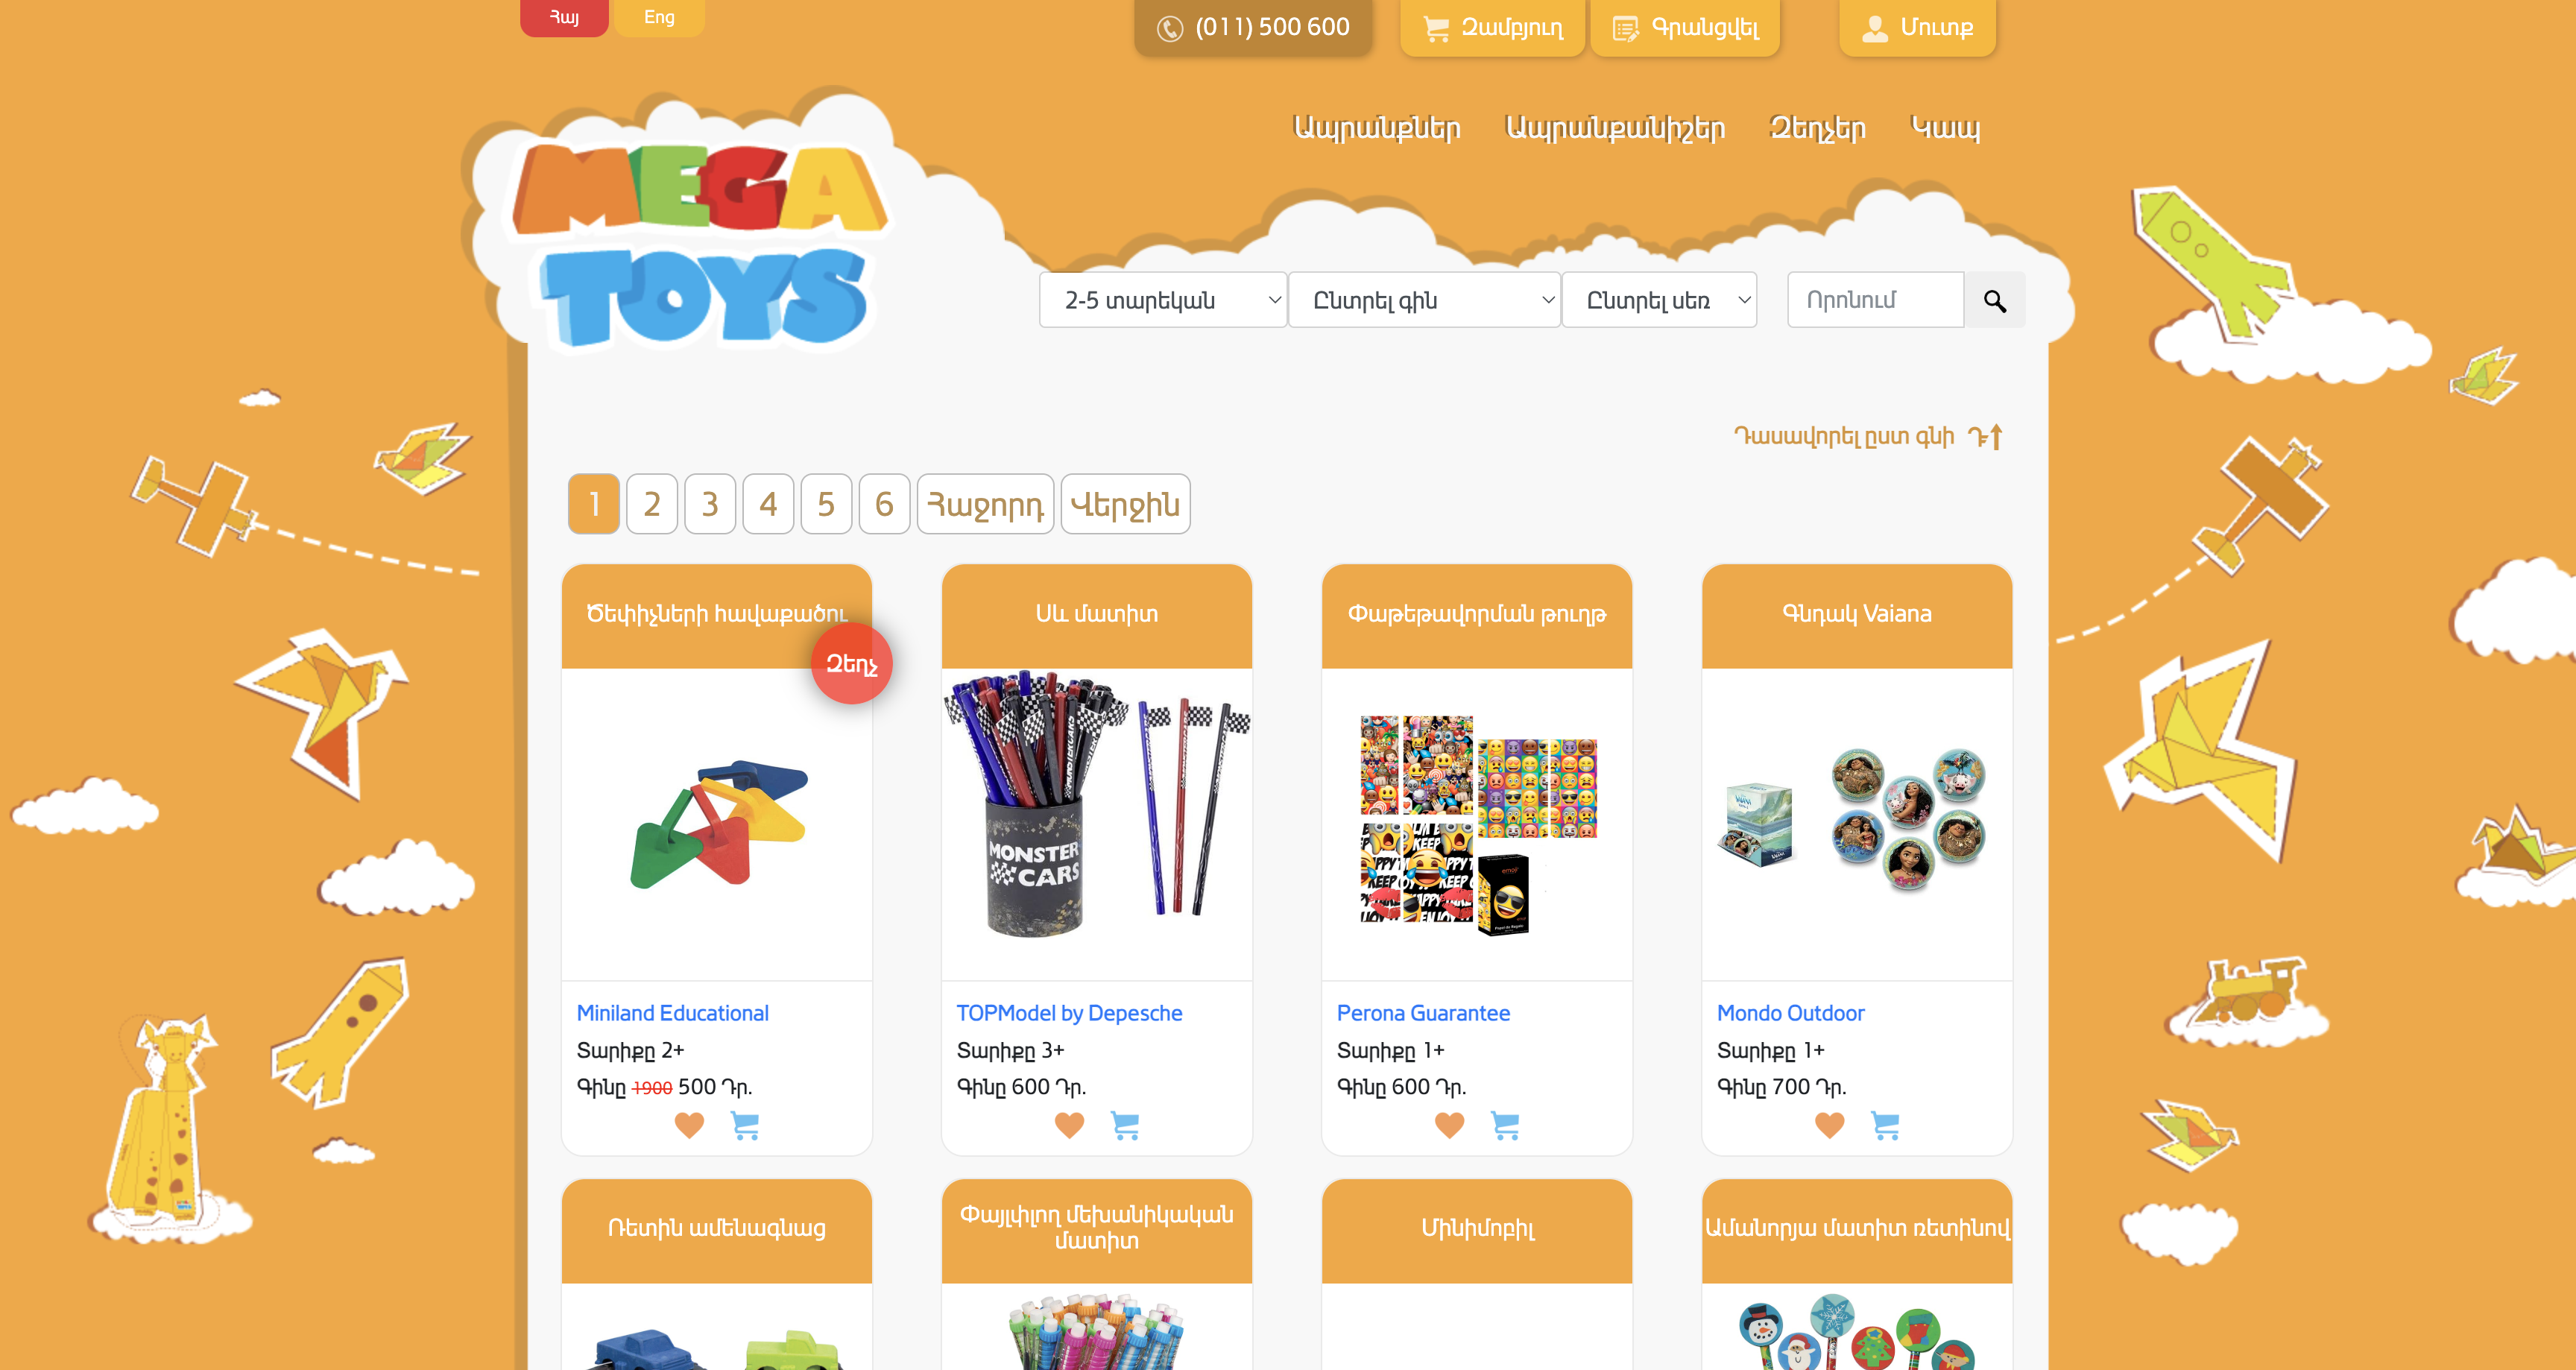 Հայ
Eng
(011) 500 600
Զամբյուղ
Գրանցվել
Մուտք
Ապրանքներ
Ապրանքանիշեր
Զեղչեր
Կապ
MEGA
TOYS
2-5 տարեկան
Ընտրել գին
Ընտրել սեռ
Որոնում
Դասավորել ըստ գնի
1
2
3
4
5
6
Հաջորդ
Վերջին
Ծեփիչների հավաքածու
Զեղչ
Սև մատիտ
Փաթեթավորման թուղթ
Գնդակ Vaiana
MONSTER
CARS
Miniland Educational
Տարիքը 2+
Գինը 1900 500 Դր.
TOPModel by Depesche
Տարիքը 3+
Գինը 600 Դր.
Perona Guarantee
Տարիքը 1+
Գինը 600 Դր.
Mondo Outdoor
Տարիքը 1+
Գինը 700 Դր.
Ռետին ամենագնաց
Փայլփլող մեխանիկական
մատիտ
Մինիմոբիլ
Ամանորյա մատիտ ռետինով